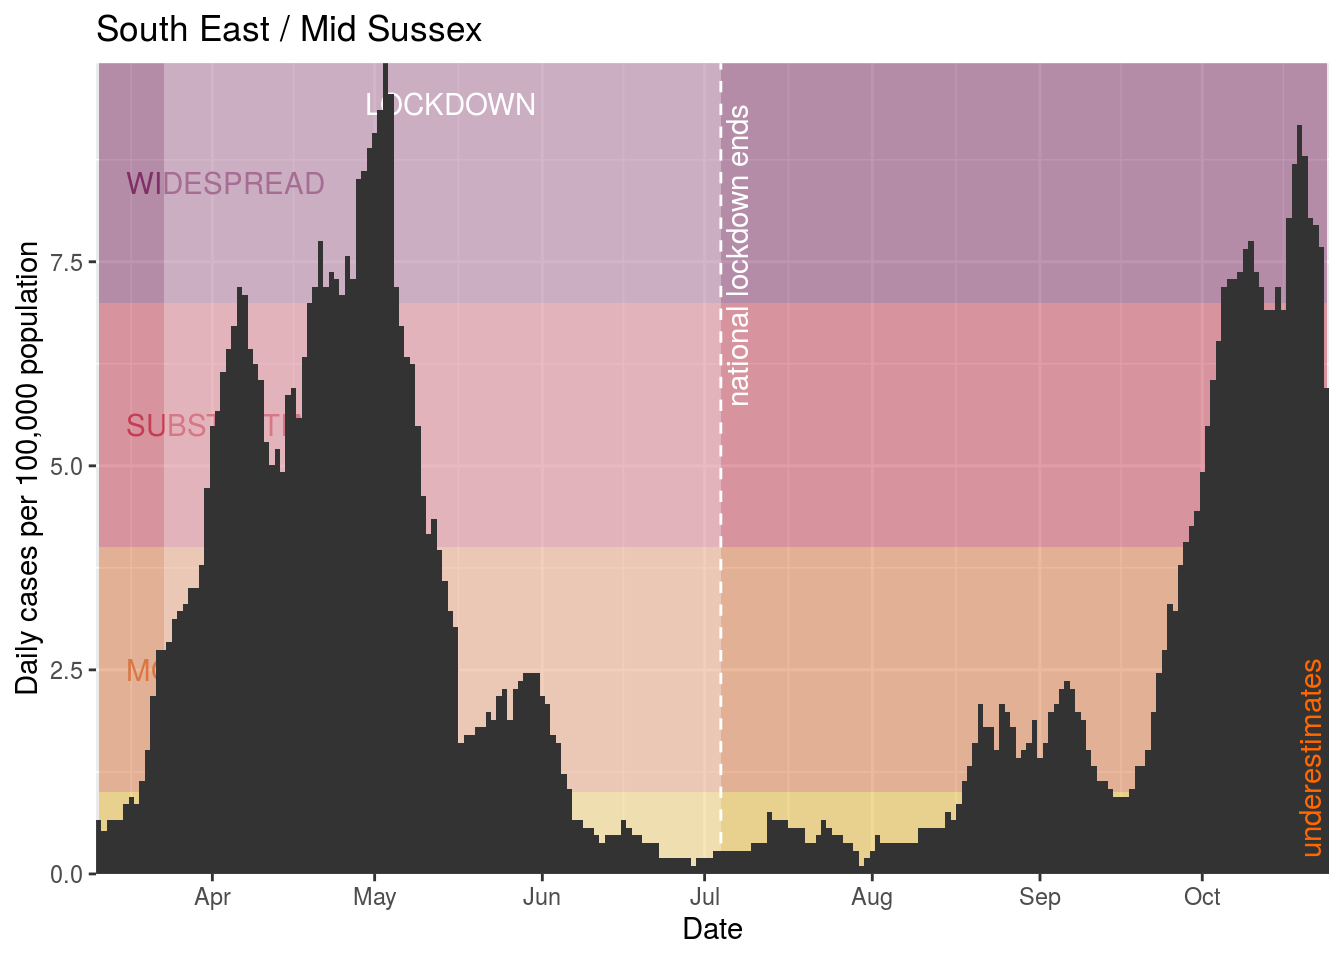 South East / Mid Sussex
LOCKDOWN
WIDESPREAD
national lockdown ends
underestimates
Daily cases per 100,000 population
7.5
5.0
2.5
0.0
Apr
May
Jun
Jul
Aug
Sep
Oct
Date